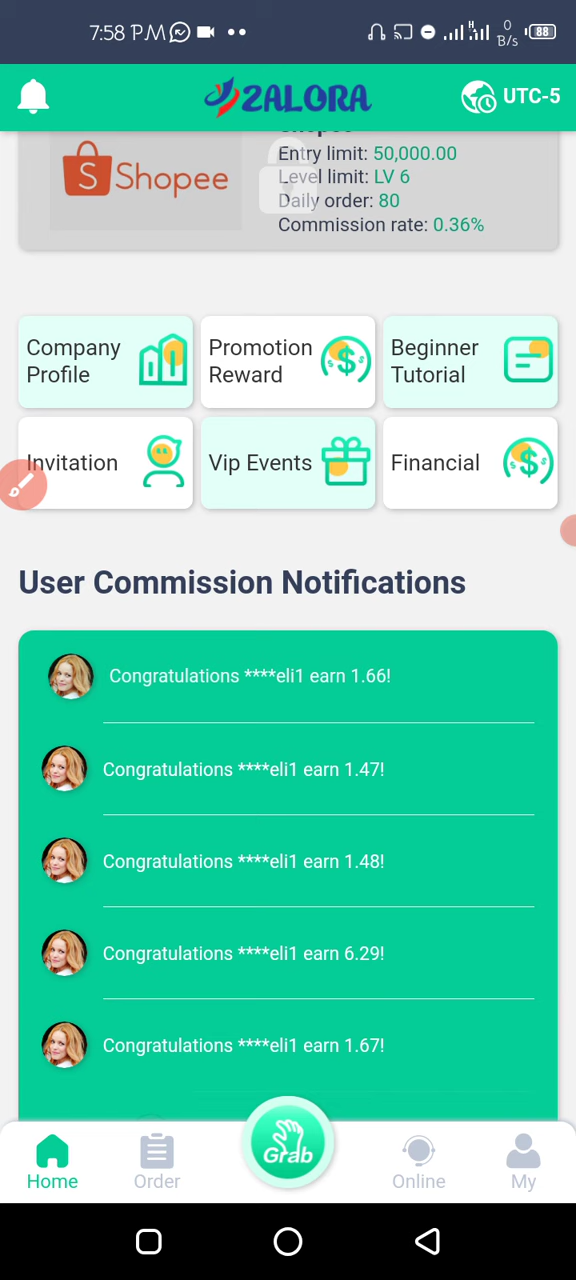 7:58 PM
0
B/s
H
88
ZALORA
UTC-5
Shopee
S Shopee
Entry limit: 50,000.00
Level limit: LV 6
Daily order: 80
Commission rate: 0.36%
Company
Profile
Promotion
Reward
Beginner
Tutorial
Invitation
Vip Events
Financial
User Commission Notifications
Congratulations ****eli1 earn 1.66!
Congratulations ****eli1 earn 1.47!
Congratulations ****eli1 earn 1.48!
Congratulations ****eli1 earn 6.29!
Congratulations ****eli1 earn 1.67!
Home
Order
Grab
Online
My